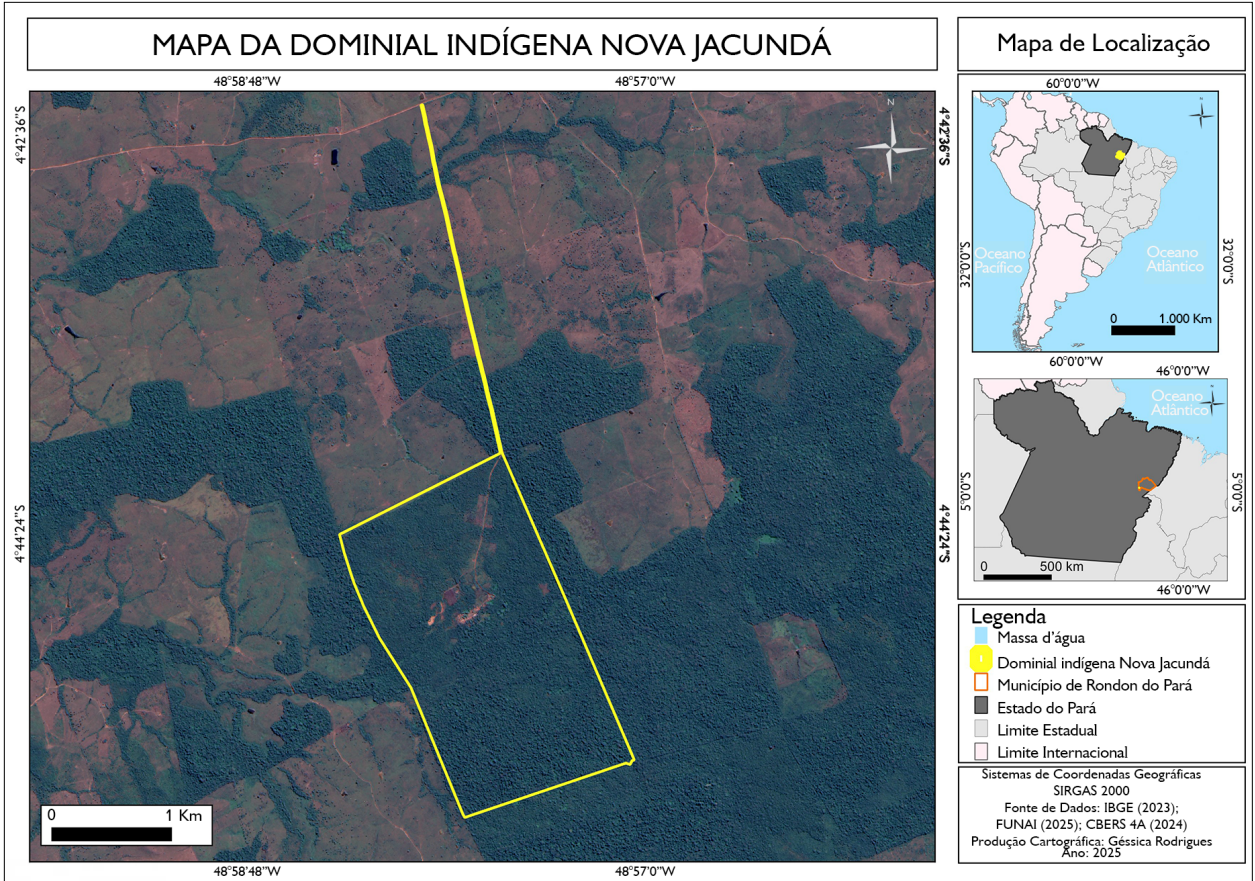 MAPA DA DOMINIAL INDÍGENA NOVA JACUNDÁ
48°58'48"W
48°57'0"W
4°42'36"S
4°42'36"S
N
4°44'24"S
4°44'24"S
0 1 Km
48°58'48"W
48°57'0"W
Mapa de Localização
60°0'0"W
32°0'0"S
32°0'0"S
Oceano
Pacífico
Oceano
Atlântico
0 1.000 Km
60°0'0"W
46°0'0"W
Oceano
Atlântico
5°0'0"S
5°0'0"S
0 500 km
46°0'0"W
Legenda
Massa d'água
Dominial indígena Nova Jacundá
Município de Rondon do Pará
Estado do Pará
Limite Estadual
Limite Internacional
Sistemas de Coordenadas Geográficas
SIRGAS 2000
Fonte de Dados: IBGE (2023);
FUNAI (2025); CBERS 4A (2024)
Produção Cartográfica: Géssica Rodrigues
Ano: 2025